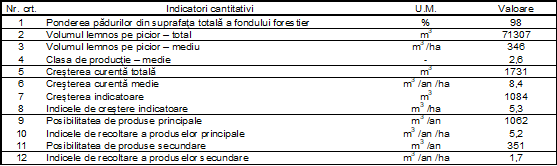 Nr. crt. Indicatori cantitativi U.M. Valoare
1 Ponderea pădurilor din suprafața totală a fondului forestier % 98
2 Volumul lemnos pe picior – total m³ 71307
3 Volumul lemnos pe picior – mediu m³ /ha 346
4 Clasa de producție – medie - 2,6
5 Creșterea curentă totală m³ 1731
6 Creșterea curentă medie m³ /an /ha 8,4
7 Creșterea indicatoare m³ 1084
8 Indicele de creștere indicatoare m³ /ha 5,3
9 Posibilitatea de produse principale m³ /an 1062
10 Indicele de recoltare a produselor principale m³ /an /ha 5,2
11 Posibilitatea de produse secundare m³ /an 351
12 Indicele de recoltare a produselor secundare m³ /an /ha 1,7